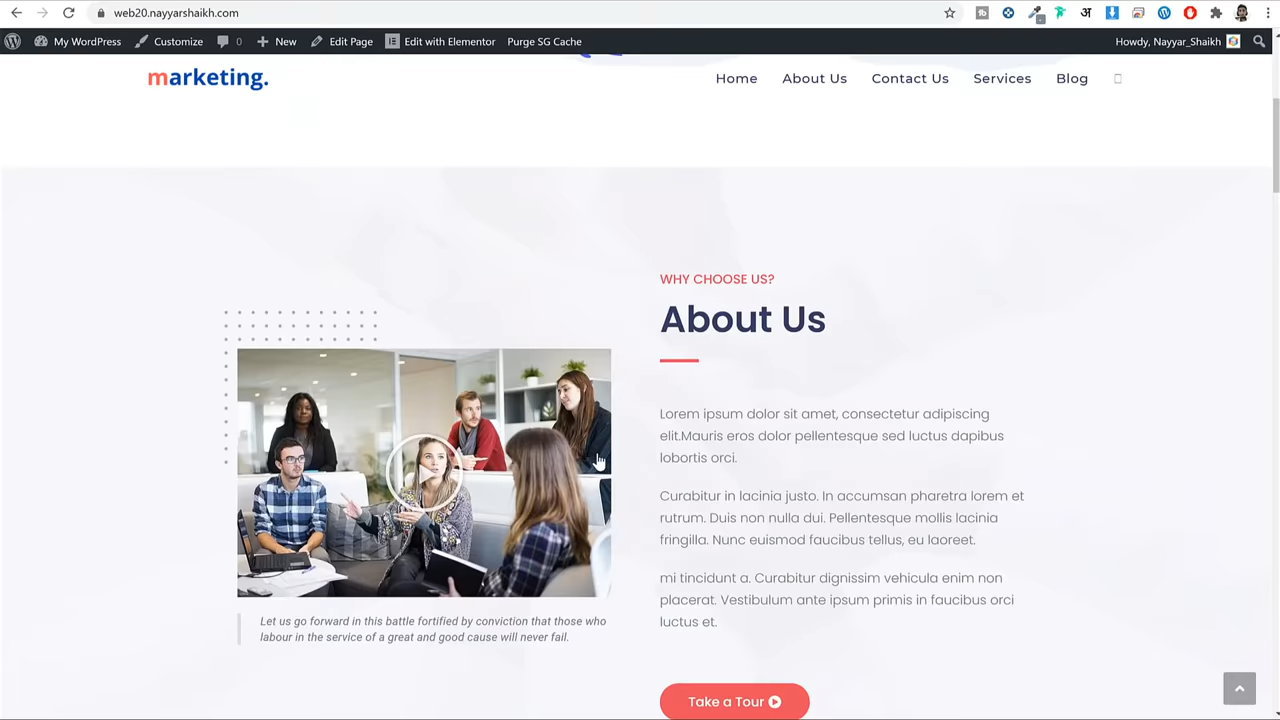 web20.nayyarshaikh.com
My WordPress
Customize
0
New
Edit Page
Edit with Elementor
Purge SG Cache
Howdy, Nayyar_Shaikh
marketing.
Home
About Us
Contact Us
Services
Blog
WHY CHOOSE US?
About Us
Lorem ipsum dolor sit amet, consectetur adipiscing
elit.Mauris eros dolor pellentesque sed luctus dapibus
lobortis orci.
Curabitur in lacinia justo. In accumsan pharetra lorem et
rutrum. Duis non nulla dui. Pellentesque mollis lacinia
fringilla. Nunc euismod faucibus tellus, eu laoreet.
mi tincidunt a. Curabitur dignissim vehicula enim non
placerat. Vestibulum ante ipsum primis in faucibus orci
luctus et.
Let us go forward in this battle fortified by conviction that those who
labour in the service of a great and good cause will never fail.
Take a Tour